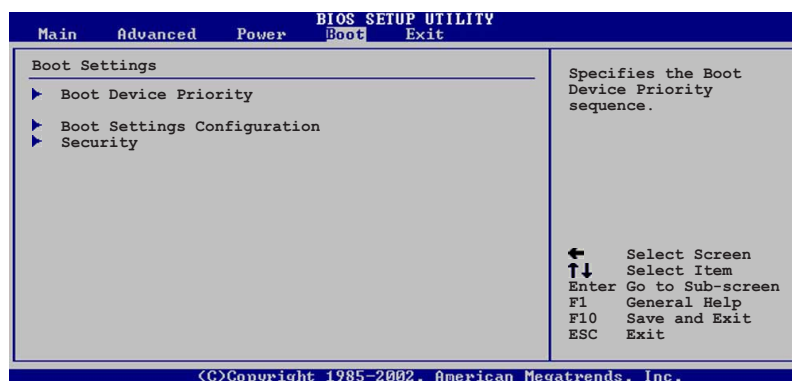 BIOS SETUP UTILITY
Main Advanced Power Boot Exit
Boot Settings
Boot Device Priority
Boot Settings Configuration
Security
Specifies the Boot
Device Priority
sequence.
← Select Screen
↑↓ Select Item
Enter Go to Sub-screen
F1 General Help
F10 Save and Exit
ESC Exit
(C)Copyright 1985-2002, American Megatrends, Inc.